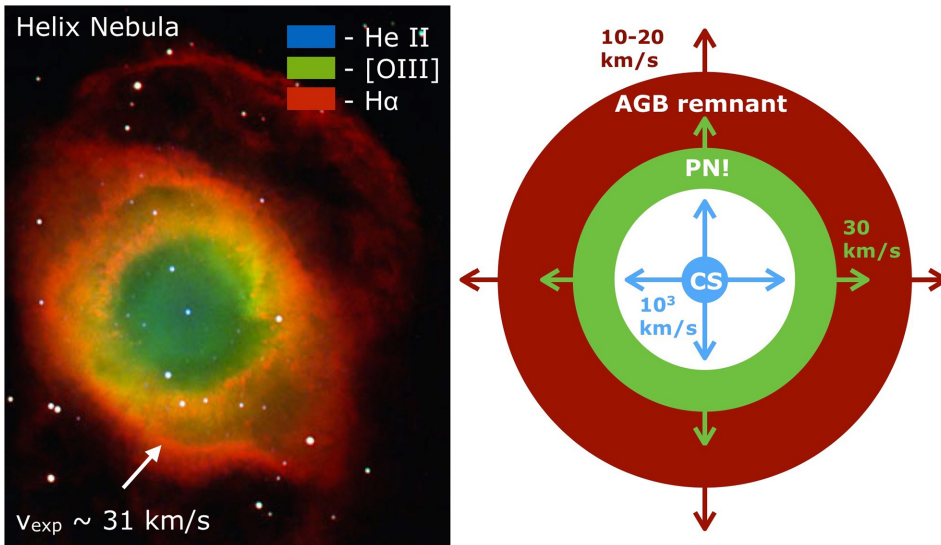 Helix Nebula
- He II
- [OIII]
- Hα
vexp ~ 31 km/s
10-20
km/s
AGB remnant
PN!
30
km/s
CS
10³
km/s